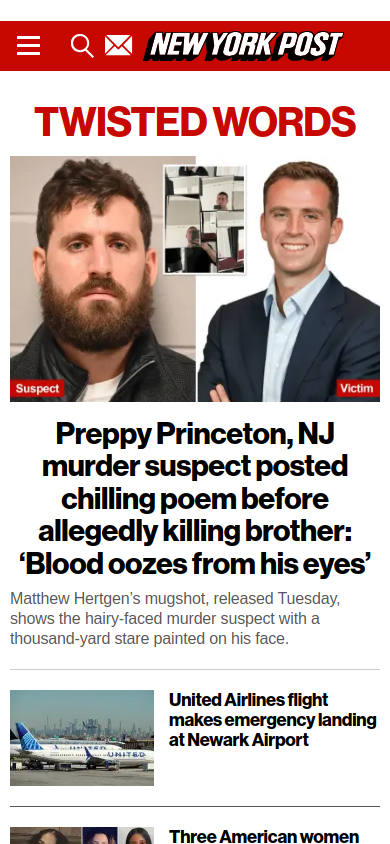 NEW YORK POST
TWISTED WORDS
Suspect
Victim
Preppy Princeton, NJ
murder suspect posted
chilling poem before
allegedly killing brother:
‘Blood oozes from his eyes’
Matthew Hertgen’s mugshot, released Tuesday,
shows the hairy-faced murder suspect with a
thousand-yard stare painted on his face.
United Airlines flight
makes emergency landing
at Newark Airport
UNITED
UNITED
Three American women